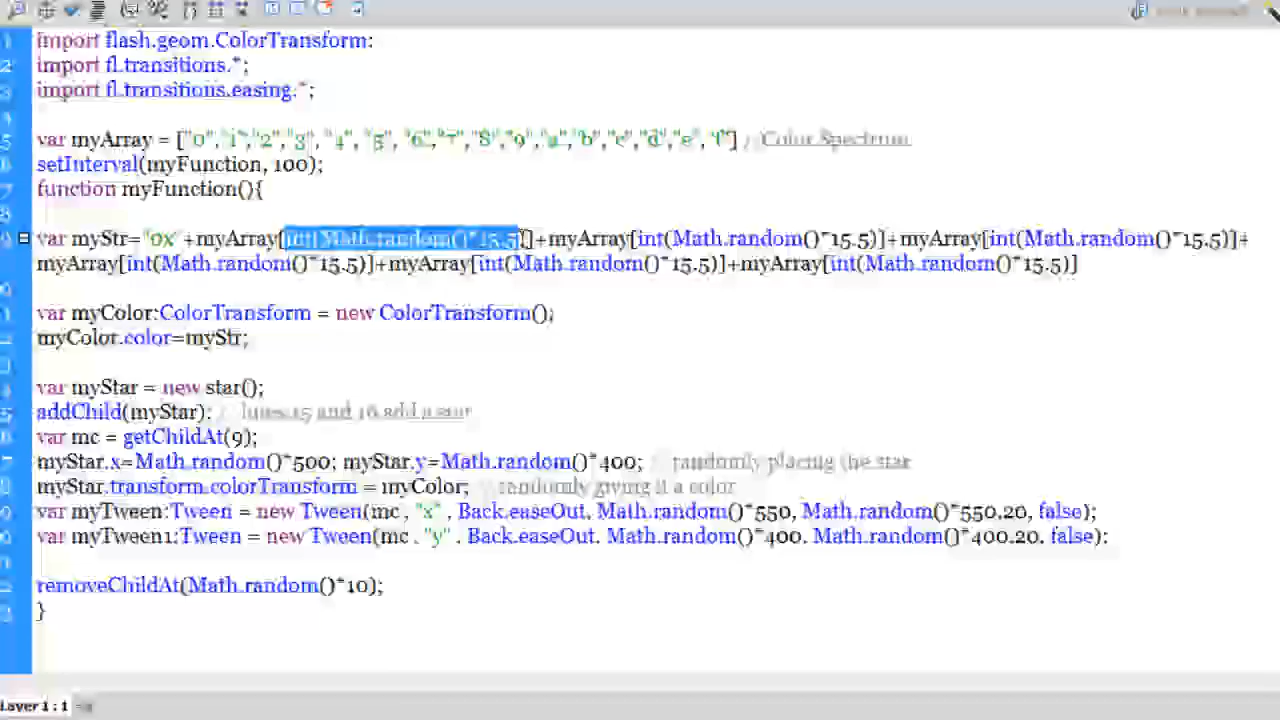 import flash.geom.ColorTransform;
import fl.transitions.*;
import fl.transitions.easing.*;
var myArray = ["0","1","2","3", "4", "5", "6","7","8","9","a","b","c","d","e","f"] // Color Spectrum
setInterval(myFunction, 100);
function myFunction(){
var myStr="0x"+myArray[int(Math.random()*15.5)]+myArray[int(Math.random()*15.5)]+myArray[int(Math.random()*15.5)]+
myArray[int(Math.random()*15.5)]+myArray[int(Math.random()*15.5)]+myArray[int(Math.random()*15.5)]
var myColor:ColorTransform = new ColorTransform();
myColor.color=myStr;
var myStar = new star();
addChild(myStar); // lines 15 and 16 add a star
var mc = getChildAt(9);
myStar.x=Math.random()*500; myStar.y=Math.random()*400; // randomly placing the star
myStar.transform.colorTransform = myColor; // randomly giving it a color
var myTween:Tween = new Tween(mc , "x" , Back.easeOut, Math.random()*550, Math.random()*550,20, false);
var myTween1:Tween = new Tween(mc , "y" , Back.easeOut, Math.random()*400, Math.random()*400,20, false);
removeChildAt(Math.random()*10);
}
Layer 1 : 1